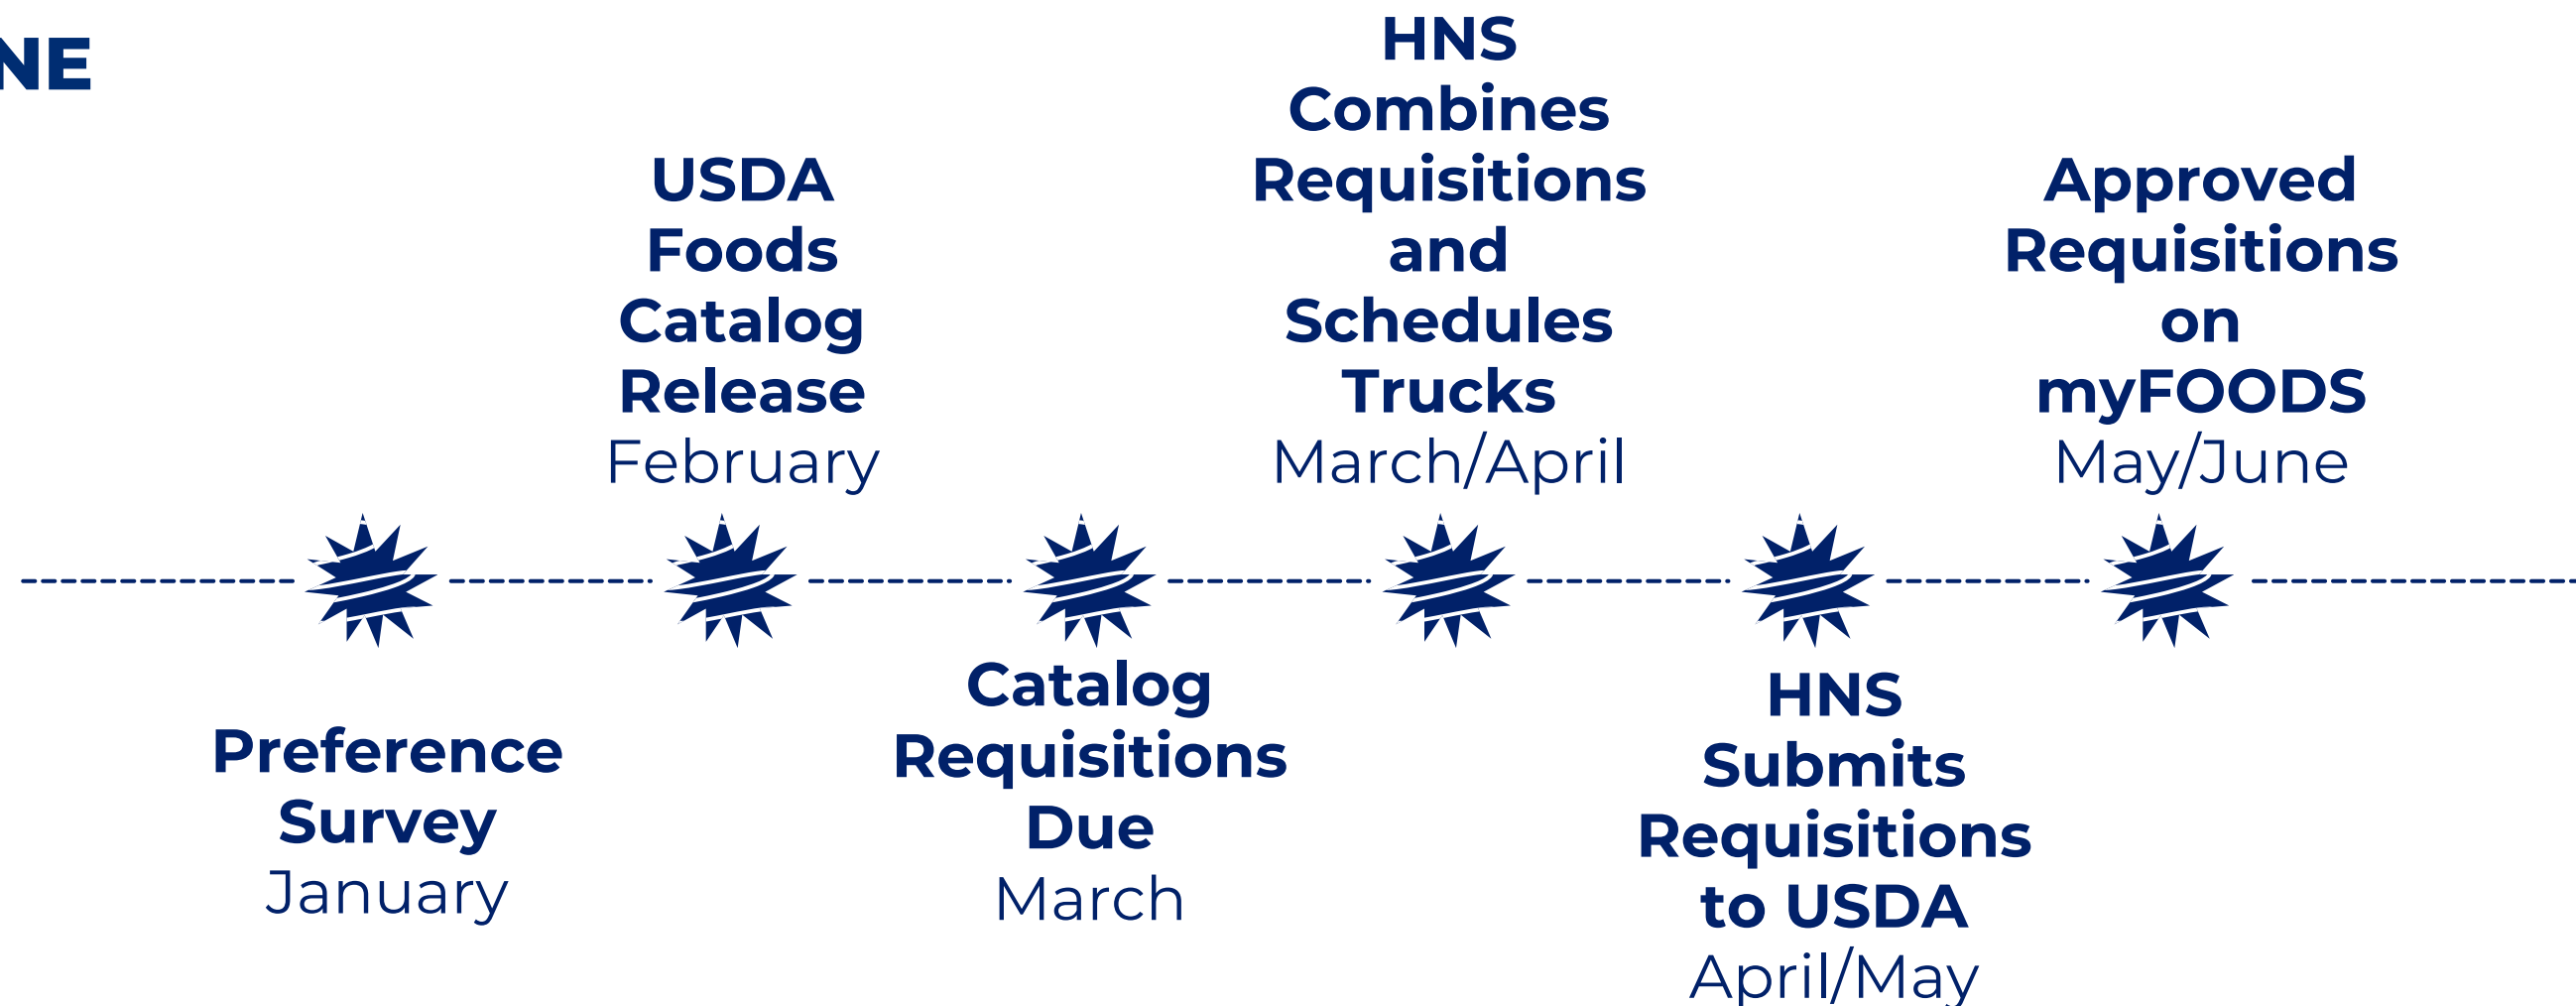 NE
Preference
Survey
January
USDA
Foods
Catalog
Release
February
Catalog
Requisitions
Due
March
HNS
Combines
Requisitions
and
Schedules
Trucks
March/April
HNS
Submits
Requisitions
to USDA
April/May
Approved
Requisitions
on
myFOODS
May/June